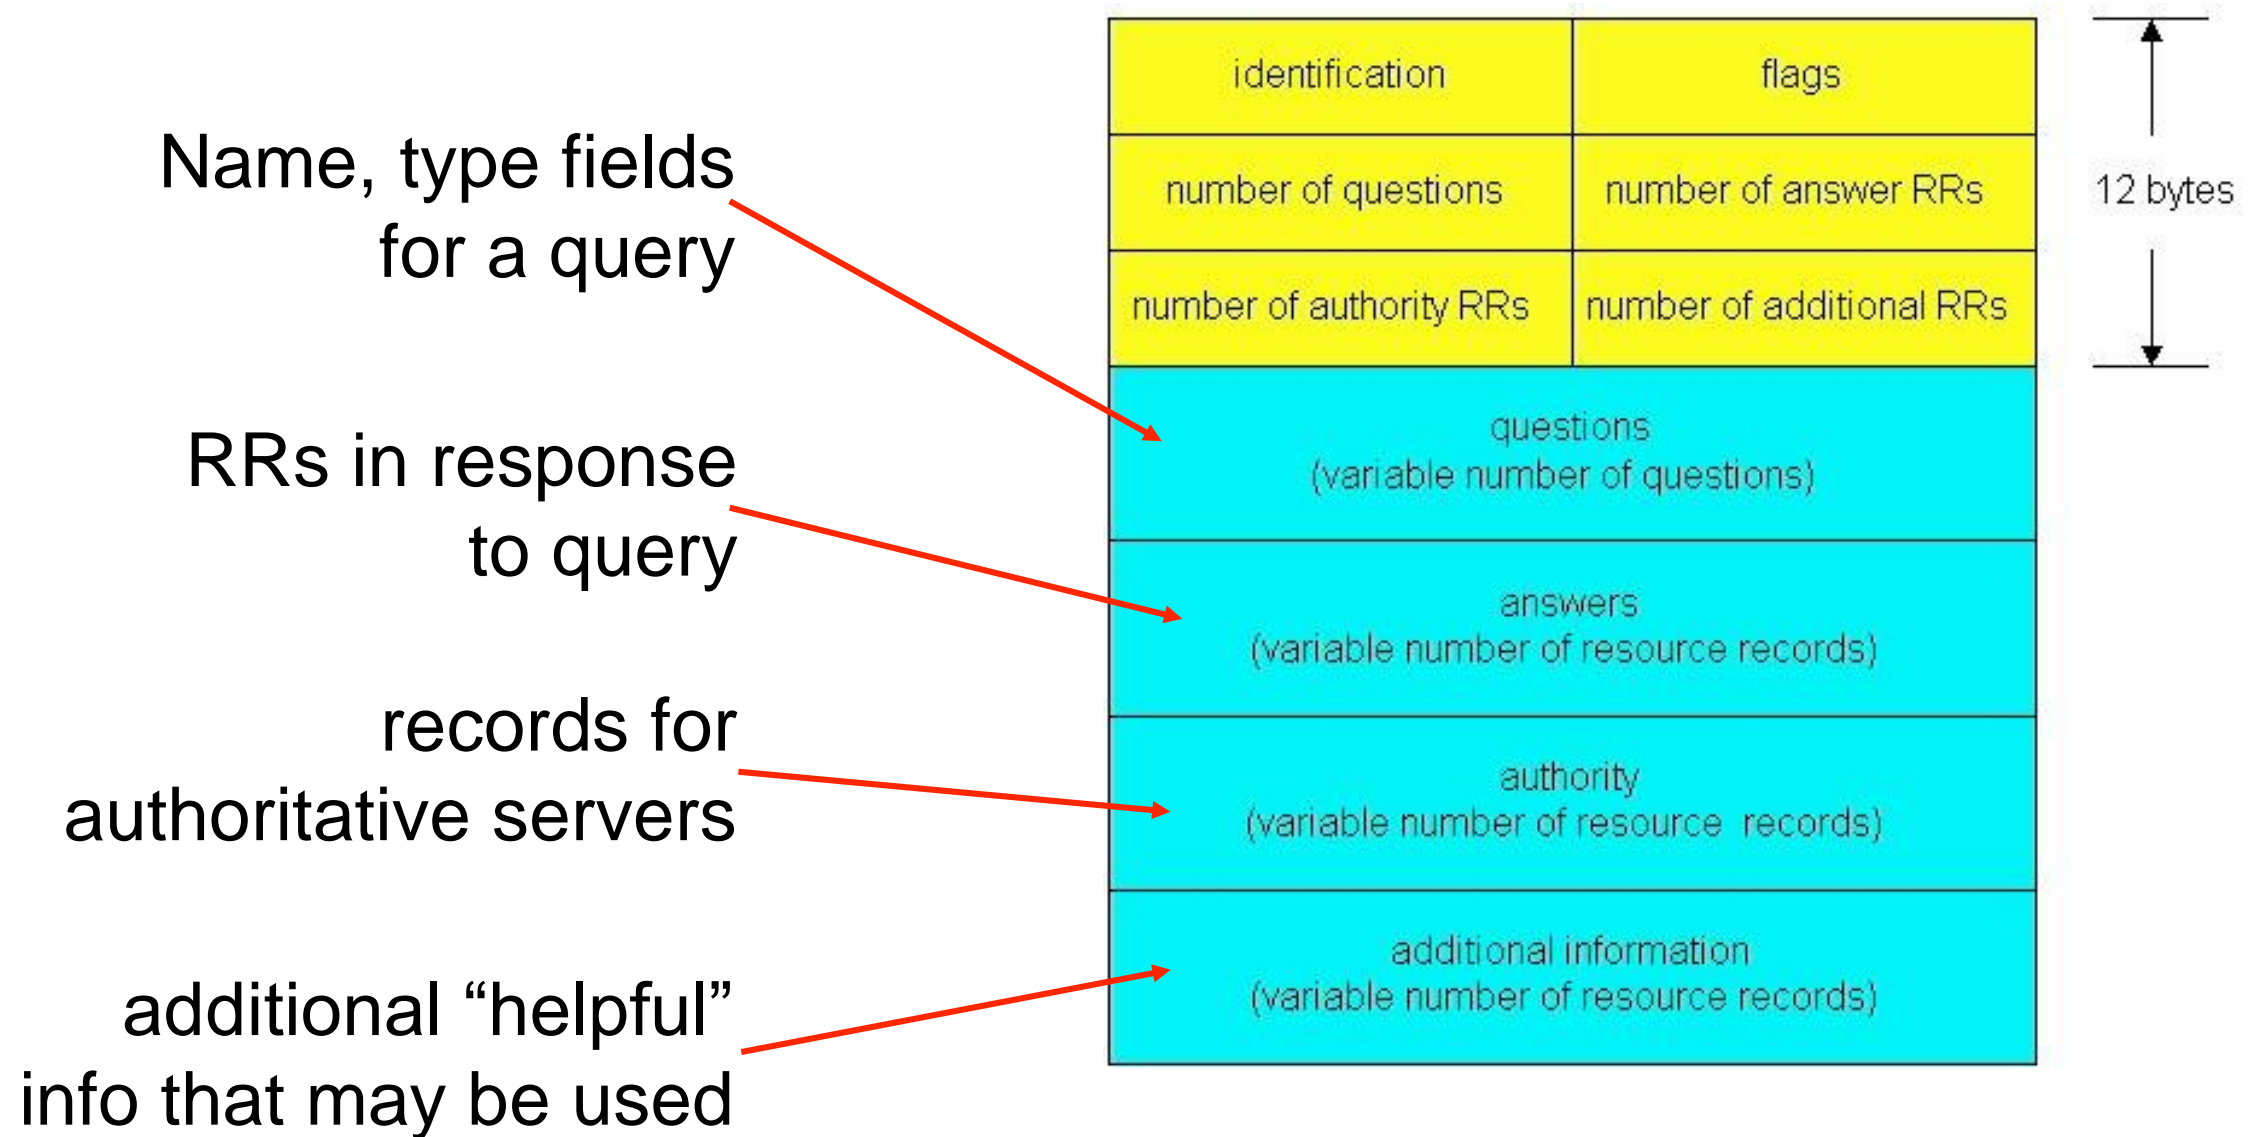 Name, type fields
for a query
RRs in response
to query
records for
authoritative servers
additional “helpful”
info that may be used
identification
flags
number of questions
number of answer RRs
number of authority RRs
number of additional RRs
12 bytes
questions
(variable number of questions)
answers
(variable number of resource records)
authority
(variable number of resource records)
additional information
(variable number of resource records)